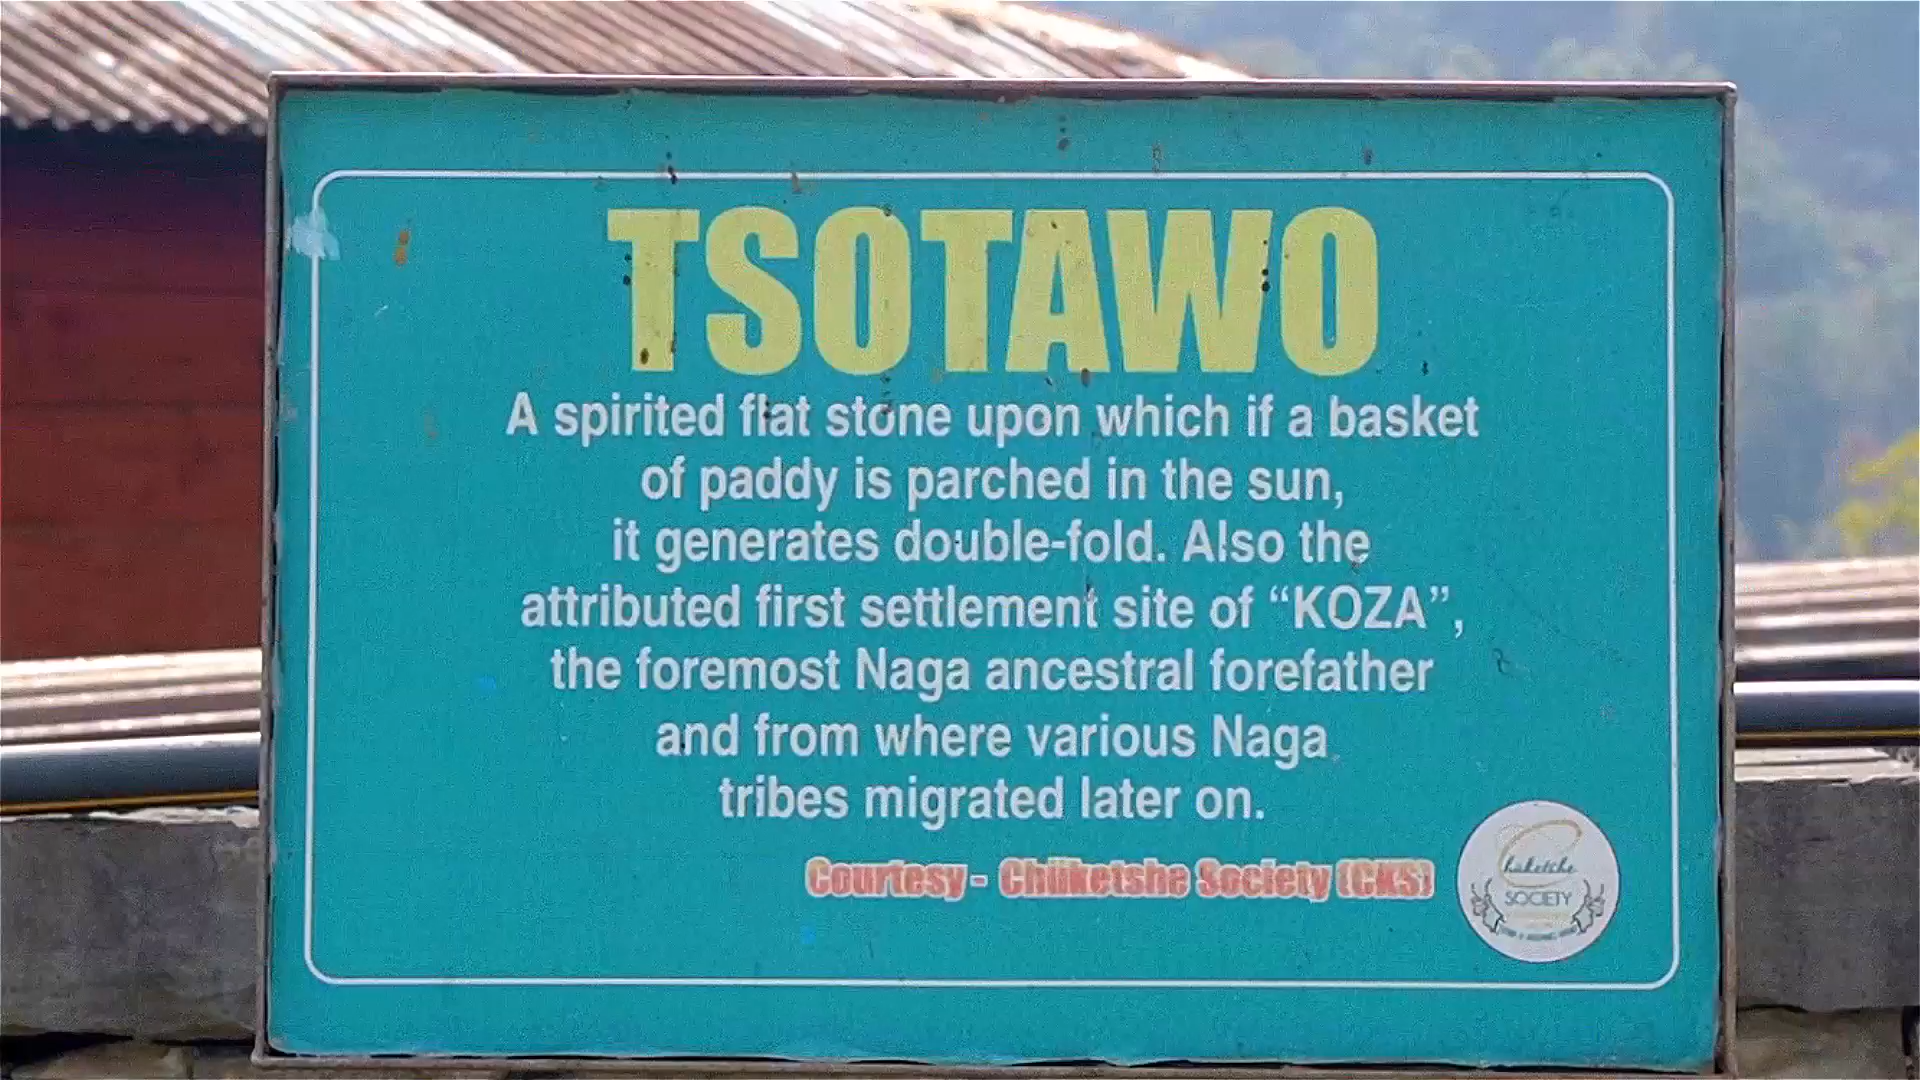 TSOTAWO
A spirited flat stone upon which if a basket
of paddy is parched in the sun,
it generates double-fold. Also the
attributed first settlement site of “KOZA”,
the foremost Naga ancestral forefather
and from where various Naga
tribes migrated later on.
Courtesy - Chüketshe Society (CKS)
Chüketshe
SOCIETY